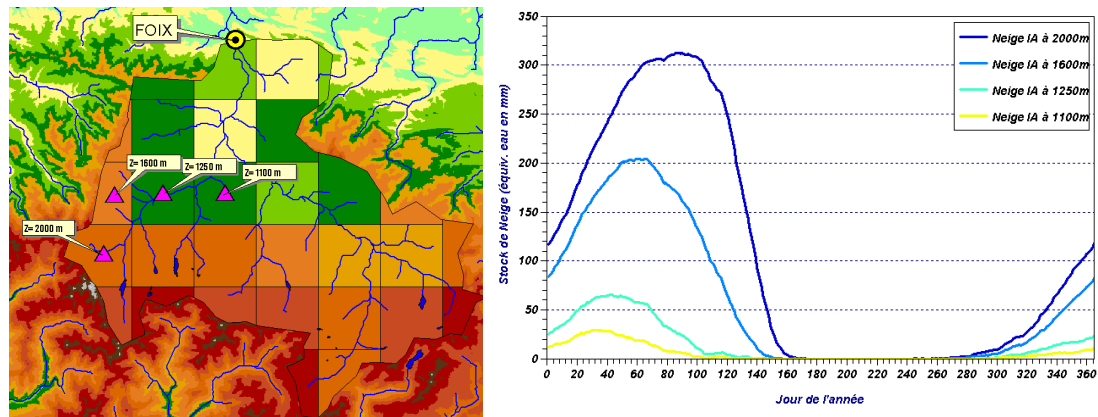 FOIX
Z= 1600 m
Z= 1250 m
Z= 1100 m
Z= 2000 m
Stock de Neige (équiv. eau en mm)
350
300
250
200
150
100
50
0
Neige IA à 2000m
Neige IA à 1600m
Neige IA à 1250m
Neige IA à 1100m
0 20 40 60 80 100 120 140 160 180 200 220 240 260 280 300 320 340 360
Jour de l'année